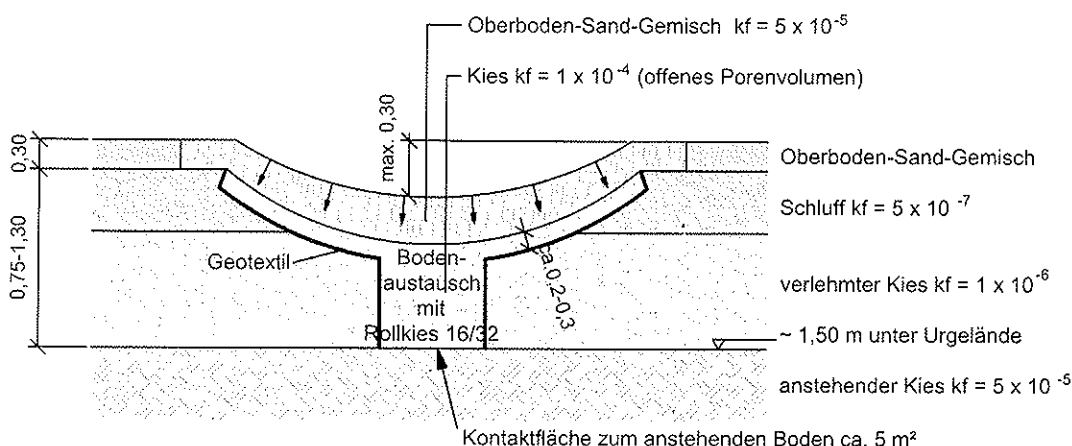 Oberboden-Sand-Gemisch kf = 5 x 10⁻⁵
Kies kf = 1 x 10⁻⁴ (offenes Porenvolumen)
0,30
max. 0,30
Oberboden-Sand-Gemisch
Schluff kf = 5 x 10⁻⁷
0,75-1,30
Geotextil
Boden-
austausch
mit
Rollkies 16/32
ca.0,2-0,3
verlehmter Kies kf = 1 x 10⁻⁶
~ 1,50 m unter Urgelände
anstehender Kies kf = 5 x 10⁻⁵
Kontaktfläche zum anstehenden Boden ca. 5 m²